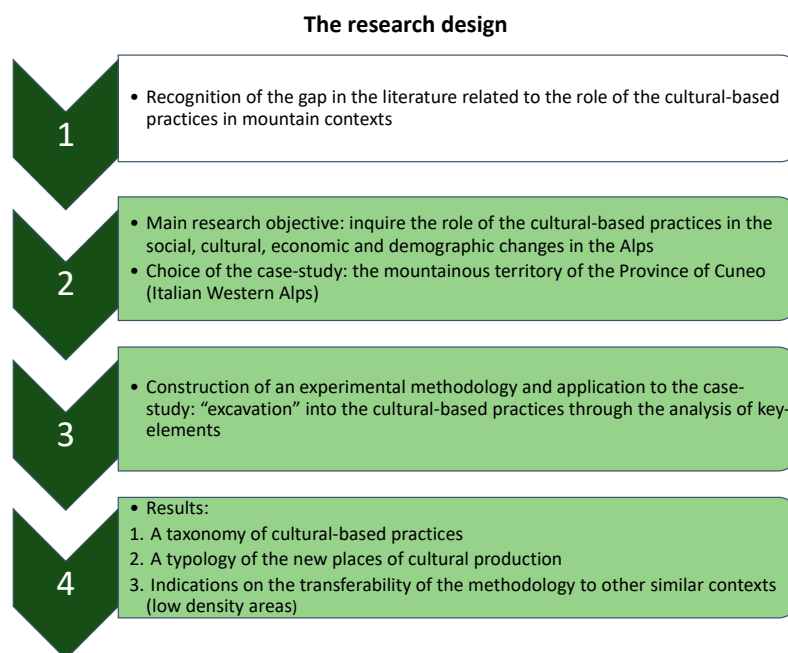 The research design
1
• Recognition of the gap in the literature related to the role of the cultural-based
practices in mountain contexts
2
• Main research objective: inquire the role of the cultural-based practices in the
social, cultural, economic and demographic changes in the Alps
• Choice of the case-study: the mountainous territory of the Province of Cuneo
(Italian Western Alps)
3
• Construction of an experimental methodology and application to the case-
study: “excavation” into the cultural-based practices through the analysis of key-
elements
4
• Results:
1. A taxonomy of cultural-based practices
2. A typology of the new places of cultural production
3. Indications on the transferability of the methodology to other similar contexts
(low density areas)